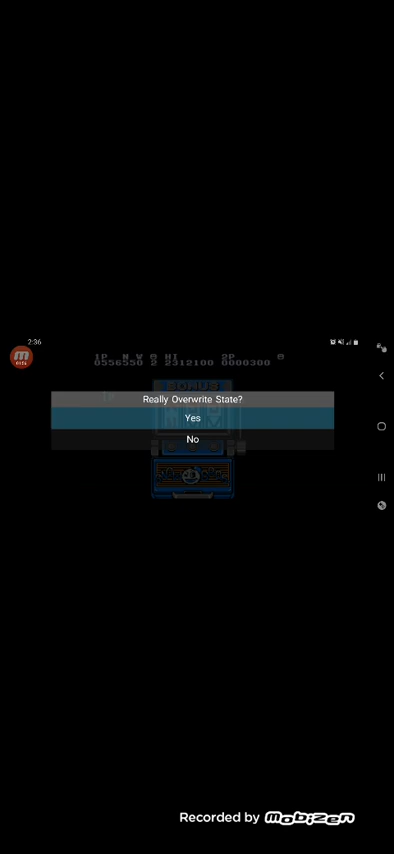 2:36
1P N W HI 2P
0556550 2 2312100 0000300
BONUS
Really Overwrite State?
Yes
No
Recorded by mobizen